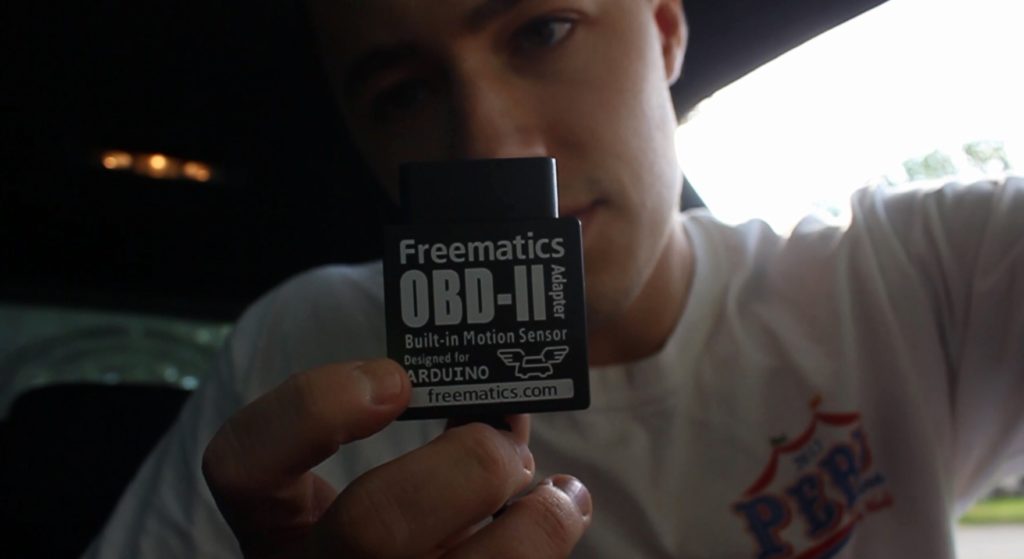 Freematics
OBD-II
Adapter
Built-in Motion Sensor
Designed for
ARDUINO
freematics.com